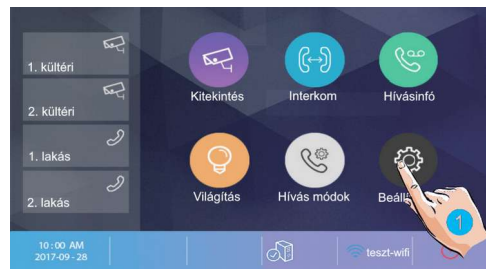 1. kültéri
2. kültéri
1. lakás
2. lakás
Kitekintés
Interkom
Hívásinfó
Világítás
Hívás módok
1
10:00 AM
2017-09-28
teszt-wifi